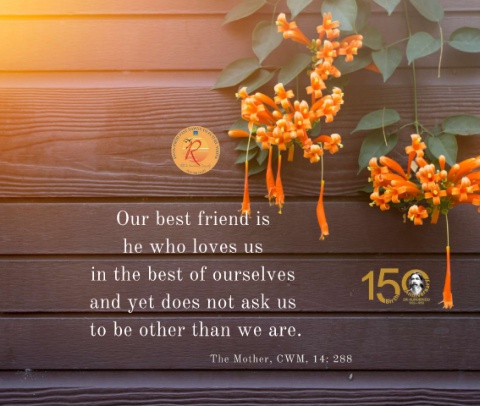 R
Our best friend is
he who loves us
in the best of ourselves
and yet does not ask us
to be other than we are.
150
The Mother, CWM, 14: 288